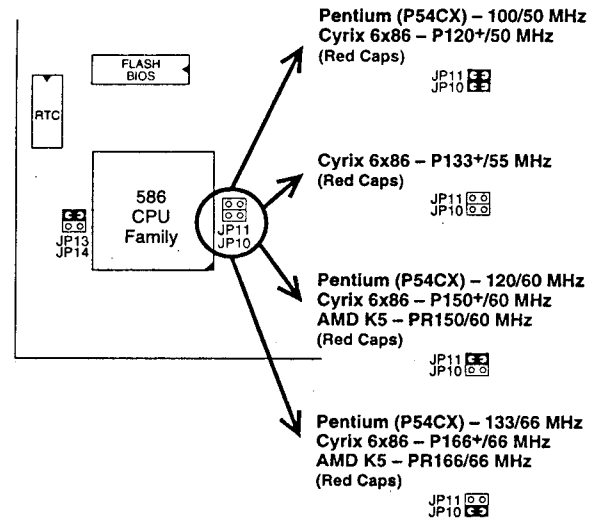 FLASH
BIOS
RTC
586
CPU
Family
JP13
JP14
JP11
JP10
Pentium (P54CX) – 100/50 MHz
Cyrix 6x86 – P120+/50 MHz
(Red Caps)
JP11
JP10
Cyrix 6x86 – P133+/55 MHz
(Red Caps)
JP11
JP10
Pentium (P54CX) – 120/60 MHz
Cyrix 6x86 – P150+/60 MHz
AMD K5 – PR150/60 MHz
(Red Caps)
JP11
JP10
Pentium (P54CX) – 133/66 MHz
Cyrix 6x86 – P166+/66 MHz
AMD K5 – PR166/66 MHz
(Red Caps)
JP11
JP10